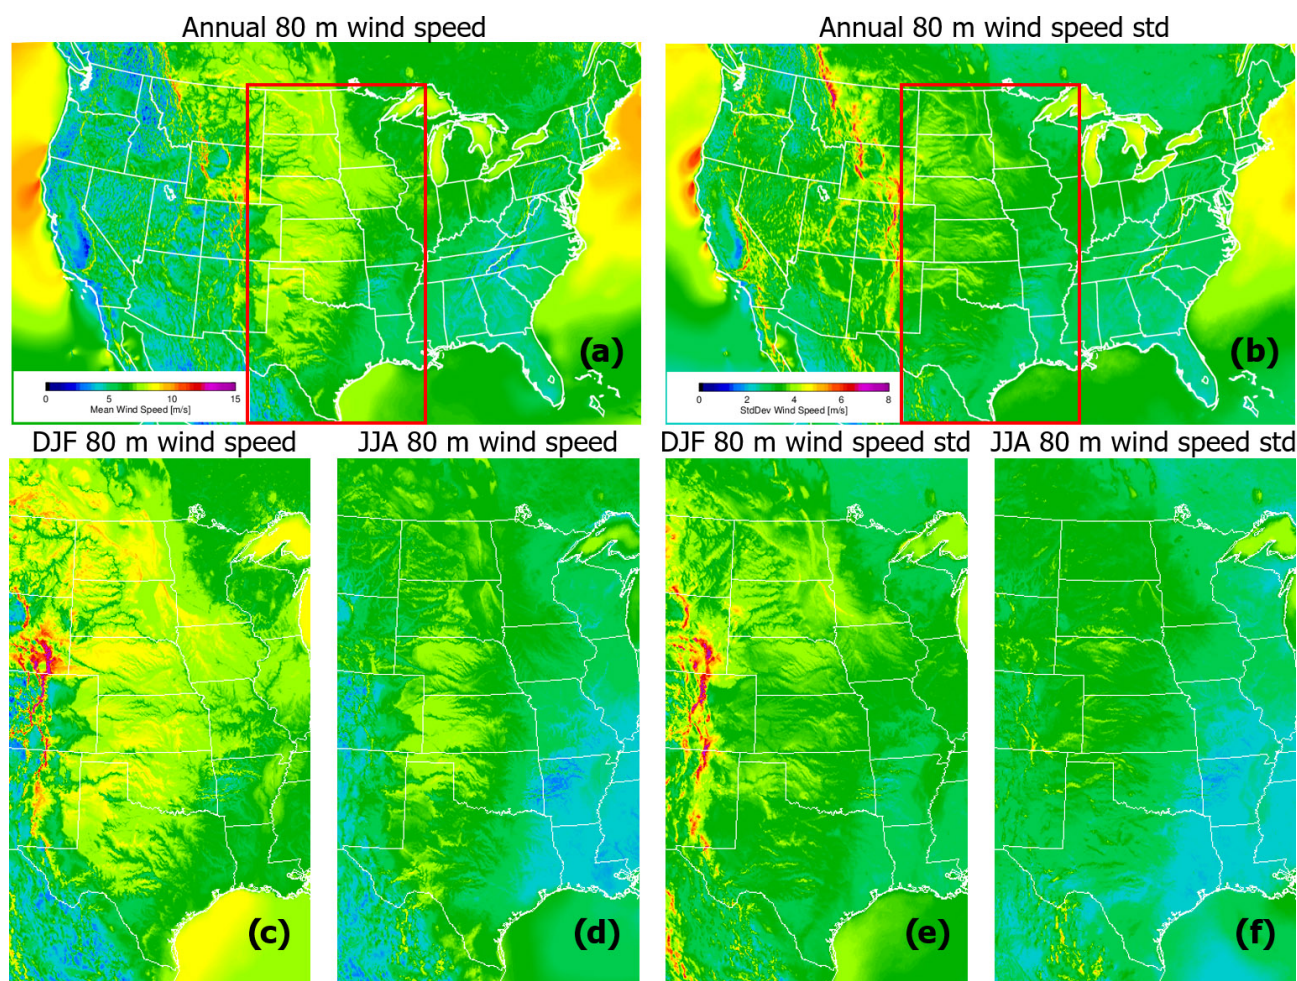 Annual 80 m wind speed
Annual 80 m wind speed std
(a)
(b)
0 5 10 15
Mean Wind Speed [m/s]
0 2 4 6 8
StdDev Wind Speed [m/s]
DJF 80 m wind speed
JJA 80 m wind speed
DJF 80 m wind speed std
JJA 80 m wind speed std
(c)
(d)
(e)
(f)